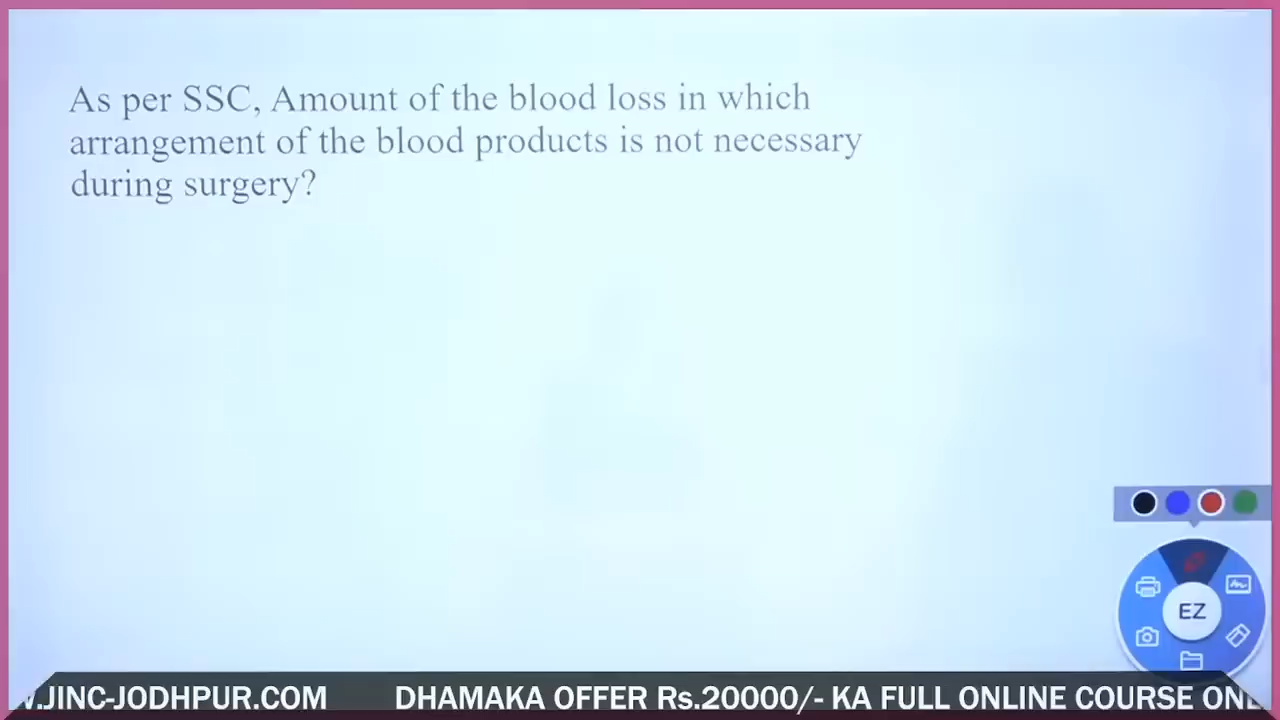 As per SSC, Amount of the blood loss in which
arrangement of the blood products is not necessary
during surgery?
EZ
W.JINC-JODHPUR.COM DHAMAKA OFFER Rs.20000/- KA FULL ONLINE COURSE ONL